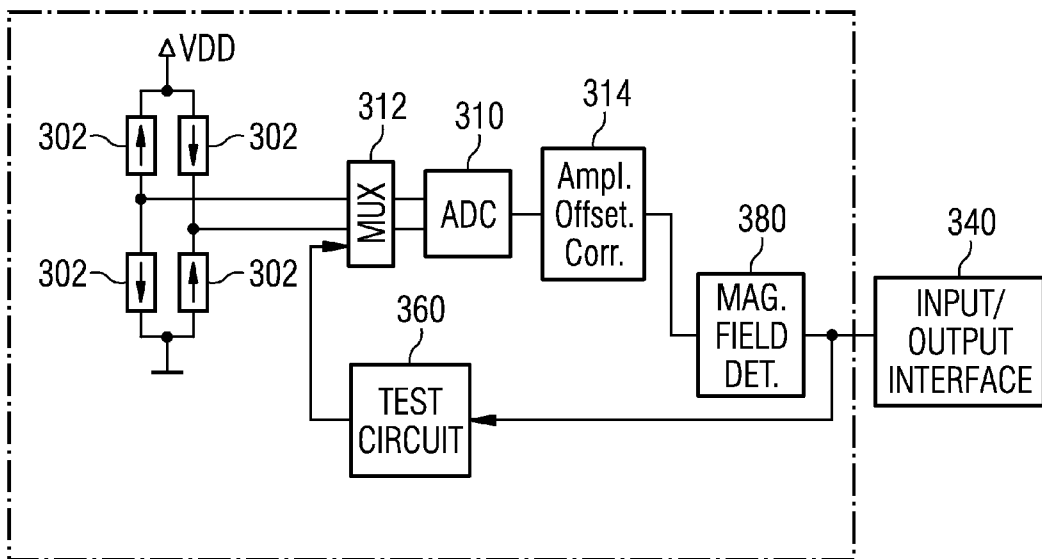 VDD
302
302
302
302
312
MUX
310
ADC
314
Ampl.
Offset.
Corr.
380
MAG.
FIELD
DET.
340
INPUT/
OUTPUT
INTERFACE
360
TEST
CIRCUIT